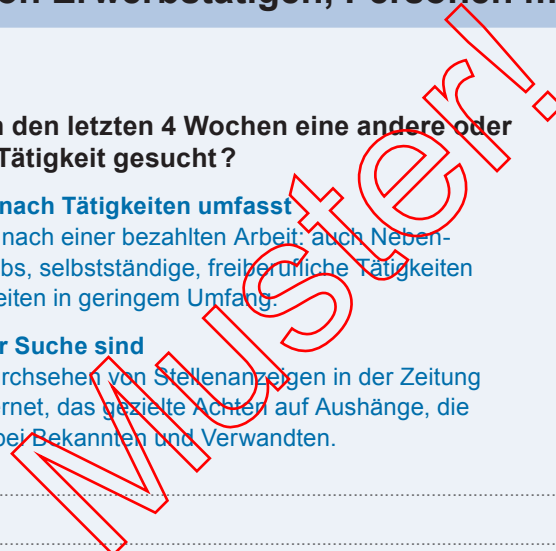 Erwerbstätigen, Personen
den letzten 4 Wochen eine andere oder
Tätigkeit gesucht?
nach Tätigkeiten umfasst
nach einer bezahlten Arbeit: auch Neben-
bs, selbstständige, freiberufliche Tätigkeiten
eiten in geringem Umfang.
r Suche sind
rchsehen von Stellenanzeigen in der Zeitung
ernet, das gezielte Achten auf Aushänge, die
bei Bekannten und Verwandten.
Muster!